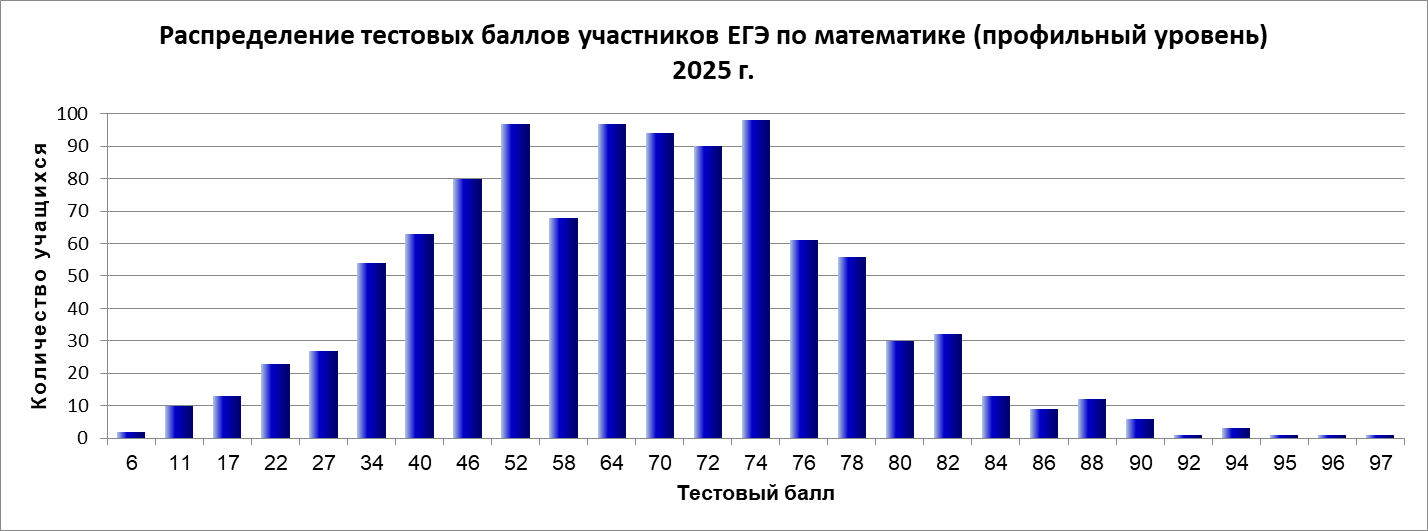 Распределение тестовых баллов участников ЕГЭ по математике (профильный уровень)
2025 г.
Количество учащихся
100
90
80
70
60
50
40
30
20
10
0
6 11 17 22 27 34 40 46 52 58 64 70 72 74 76 78 80 82 84 86 88 90 92 94 95 96 97
Тестовый балл